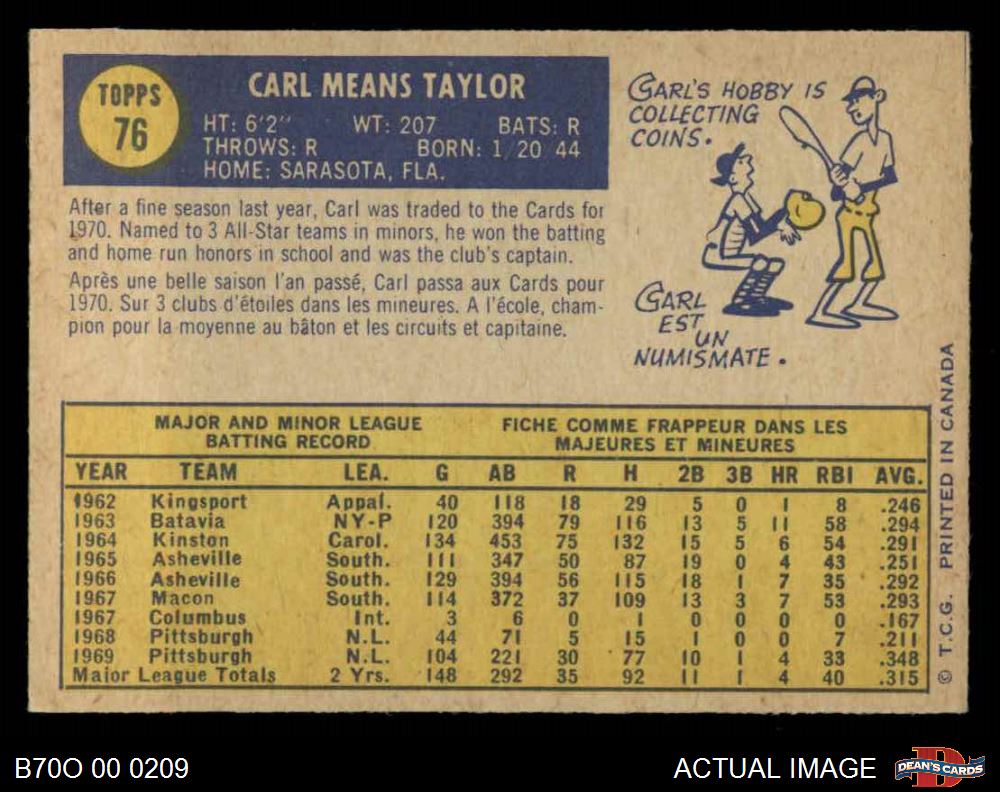 TOPPS
76
CARL MEANS TAYLOR
HT: 6'2" WT: 207 BATS: R
THROWS: R BORN: 1 20 44
HOME: SARASOTA, FLA.
After a fine season last year, Carl was traded to the Cards for
1970. Named to 3 All-Star teams in minors, he won the batting
and home run honors in school and was the club's captain.
Après une belle saison l'an passé, Carl passa aux Cards pour
1970. Sur 3 clubs d'étoiles dans les mineures. A l'école, cham-
pion pour la moyenne au bâton et les circuits et capitaine.
CARL'S HOBBY IS
COLLECTING
COINS.
CARL
EST
UN
NUMISMATE.
MAJOR AND MINOR LEAGUE
BATTING RECORD
FICHE COMME FRAPPEUR DANS LES
MAJEURES ET MINEURES
YEAR TEAM LEA. G AB R H 2B 3B HR RBI AVG.
1962 Kingsport Appal. 40 118 18 29 5 0 1 8 .246
1963 Batavia NY-P 120 394 79 116 13 5 11 58 .294
1964 Kinston Carol. 134 453 75 132 15 5 6 54 .291
1965 Asheville South. 111 347 50 87 19 0 4 43 .251
1966 Asheville South. 129 394 56 115 18 1 7 35 .292
1967 Macon South. 114 372 37 109 13 3 7 53 .293
1967 Columbus Int. 3 6 0 1 0 0 0 0 .167
1968 Pittsburgh N.L. 44 71 5 15 1 0 0 7 .211
1969 Pittsburgh N.L. 104 221 30 77 10 1 4 33 .348
Major League Totals 2 Yrs. 148 292 35 92 11 1 4 40 .315
© T.C.G. PRINTED IN CANADA
B70O 00 0209
ACTUAL IMAGE
DEAN'S CARDS